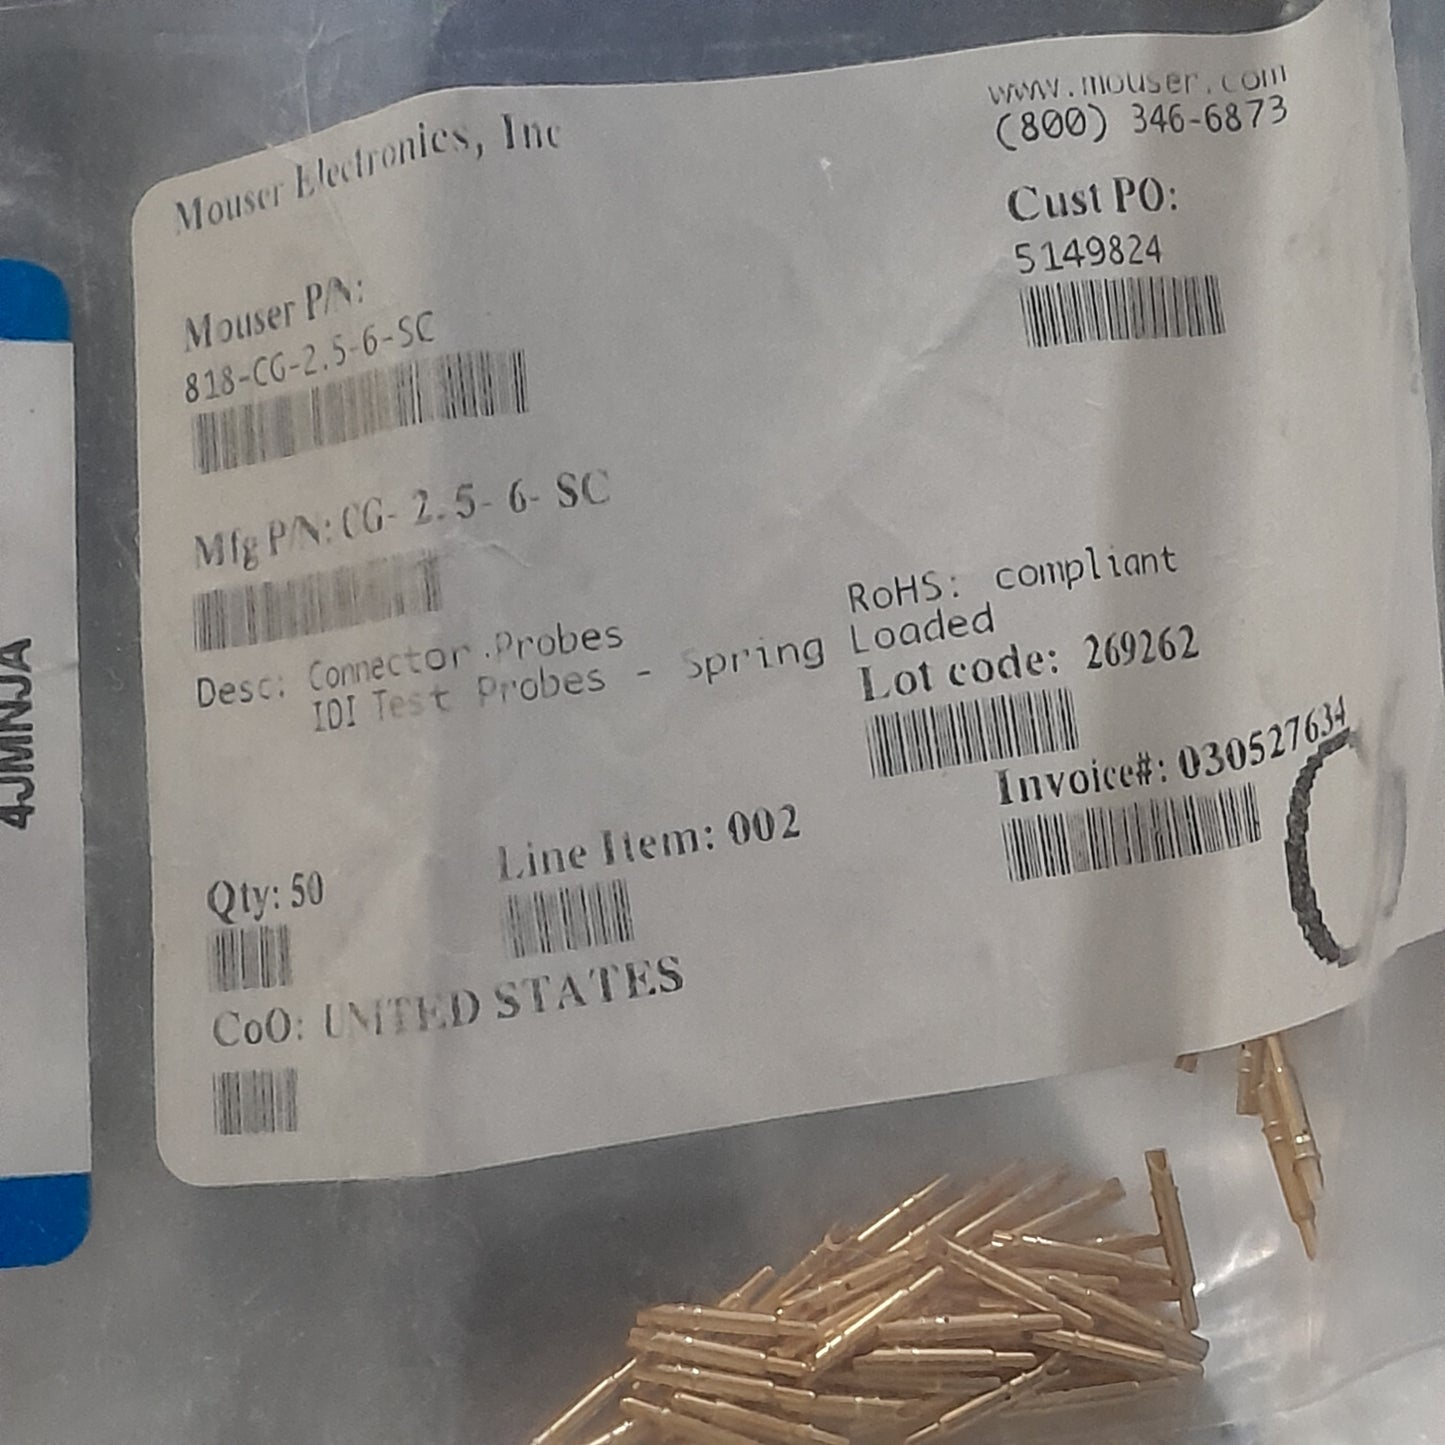 Mouser Electronics, Inc
www.mouser.com
(800) 346-6873
Cust PO:
5149824
Mouser P/N:
818-CG-2.5-6-SC
Mfg P/N: CG-2.5-6-SC
Desc: Connector.Probes
IDI Test Probes - Spring Loaded
RoHS: compliant
Lot code: 269262
Invoice#: 030527634
Qty: 50
Line Item: 002
CoO: UNITED STATES
4JMNJA